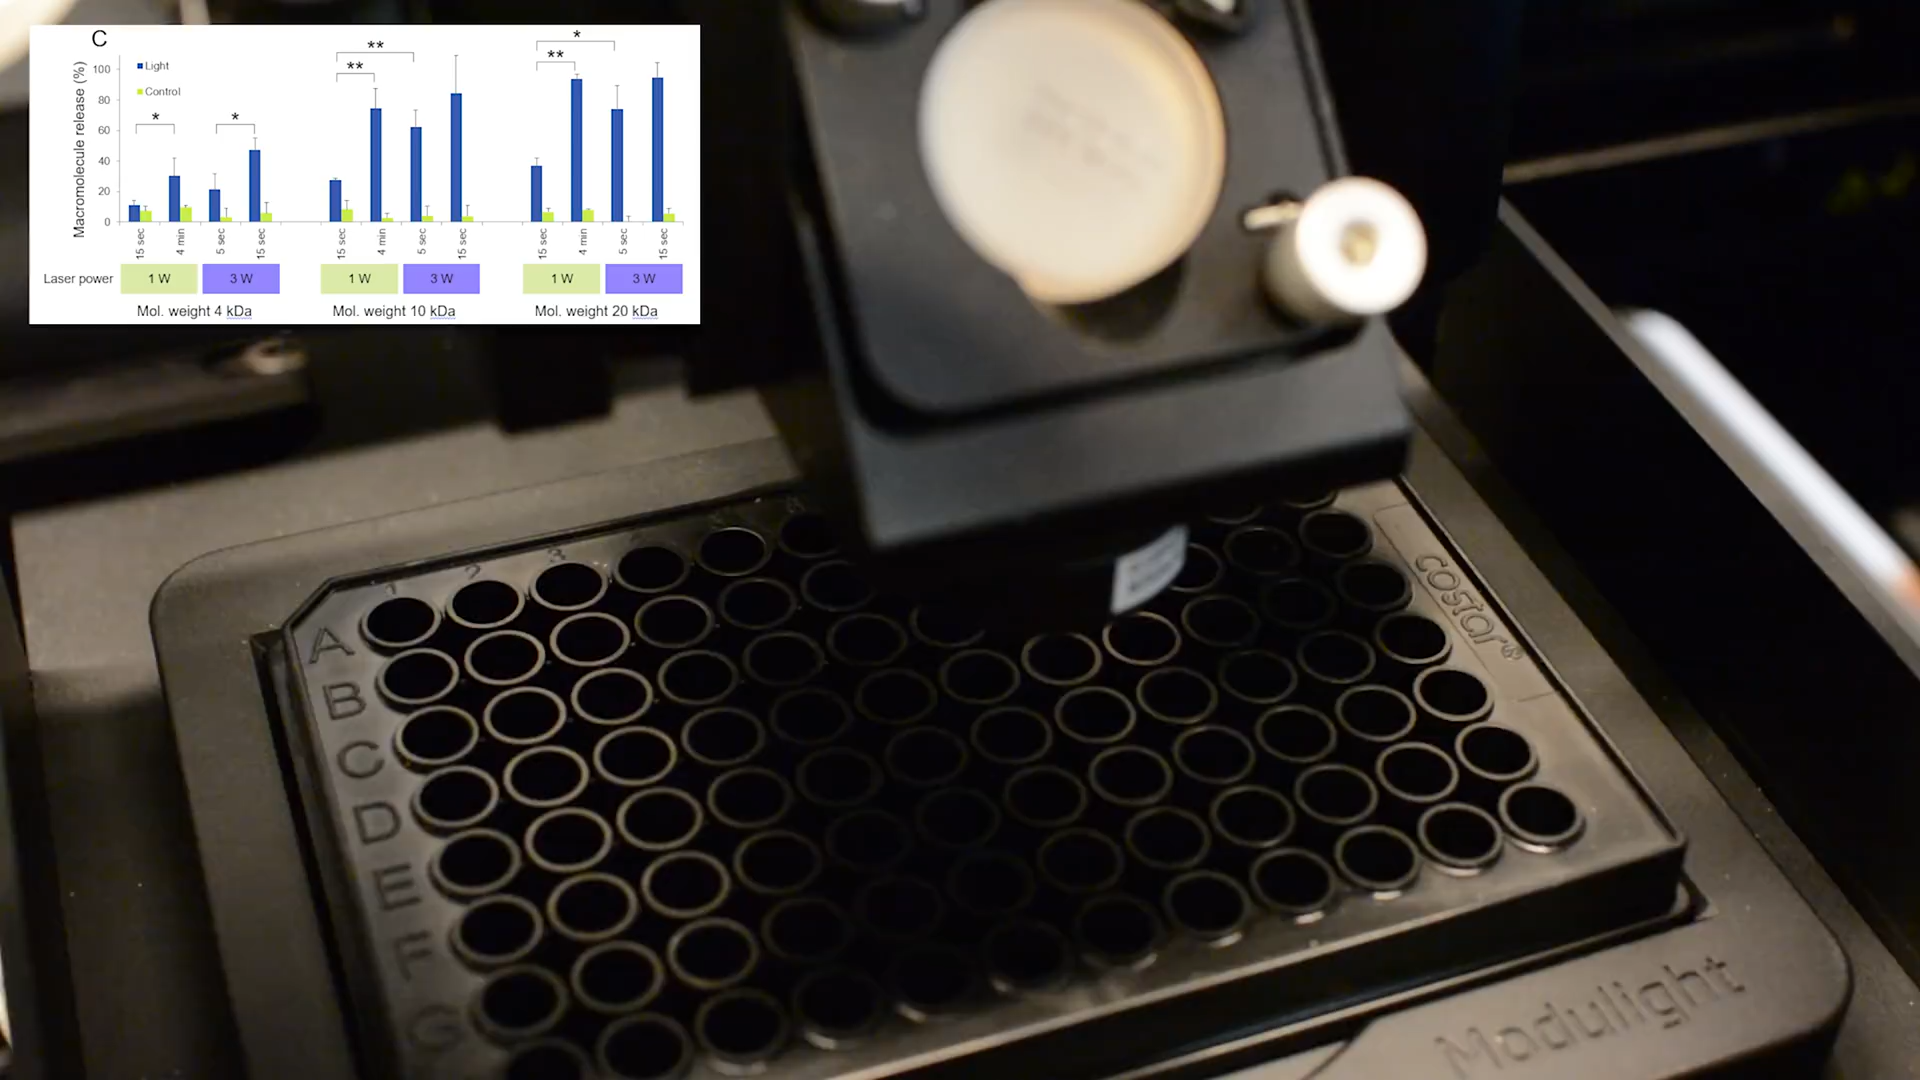 C
Macromolecule release (%)
100
80
60
40
20
0
Light
Control
*
*
**
**
*
**
15 sec
4 min
5 sec
15 sec
15 sec
4 min
5 sec
15 sec
15 sec
4 min
5 sec
15 sec
Laser power
1 W
3 W
1 W
3 W
1 W
3 W
Mol. weight 4 kDa
Mol. weight 10 kDa
Mol. weight 20 kDa
1
2
3
A
B
C
D
E
F
G
COSTAR®
Modulight